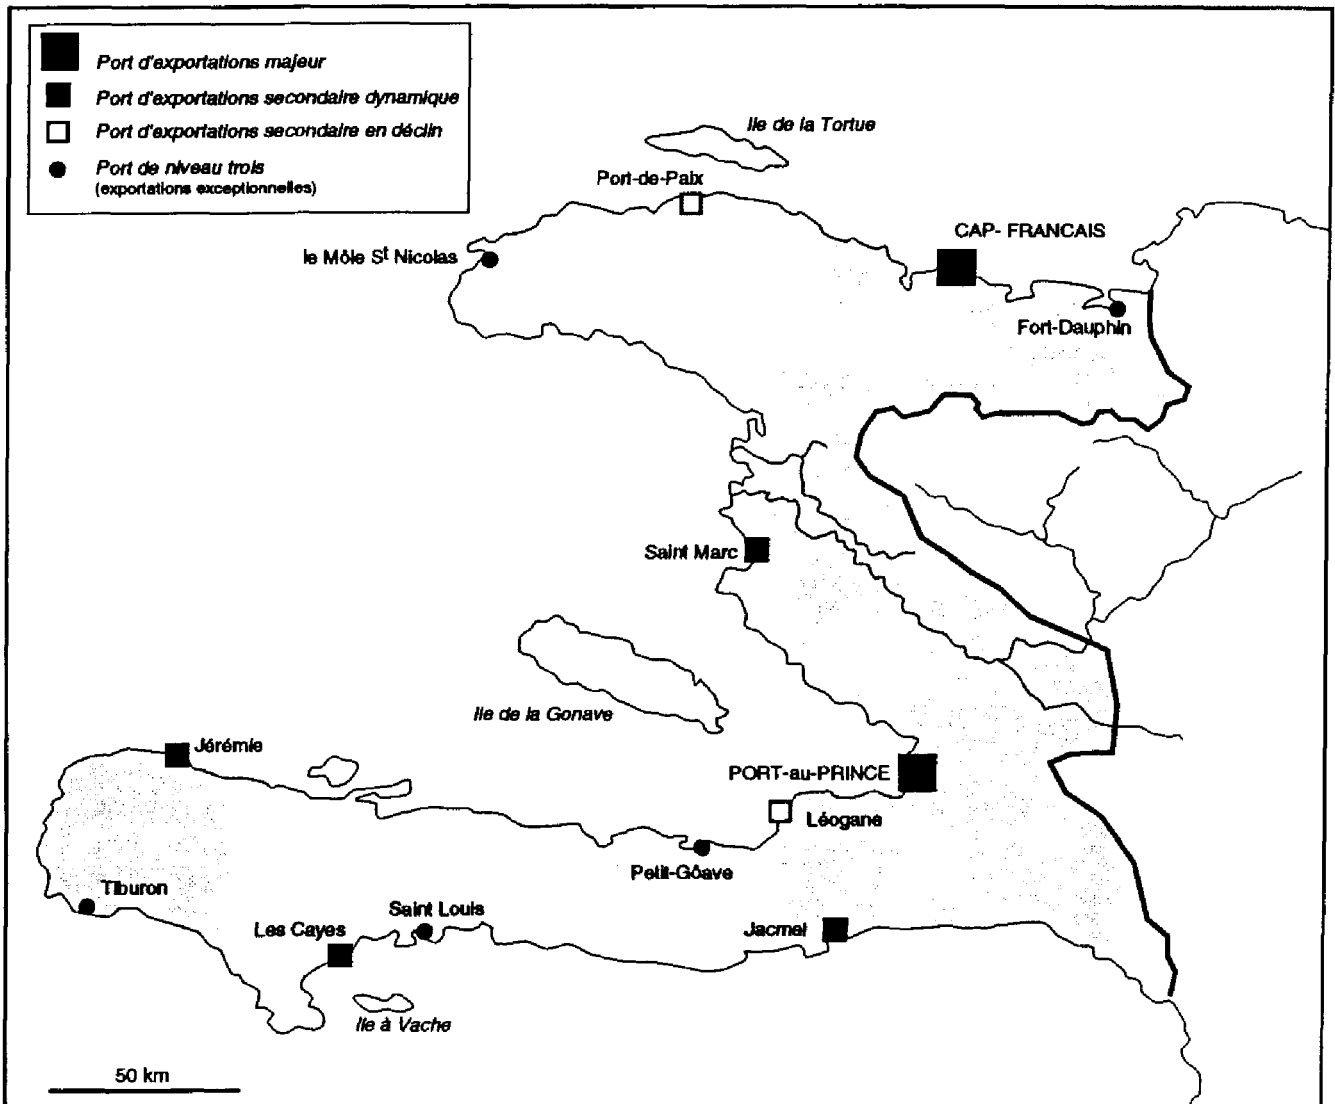 Port d'exportations majeur
Port d'exportations secondaire dynamique
Port d'exportations secondaire en déclin
Port de niveau trois
(exportations exceptionnelles)
Ile de la Tortue
Port-de-Paix
CAP- FRANCAIS
le Môle St Nicolas
Fort-Dauphin
Saint Marc
Ile de la Gonave
Jérémie
PORT-au-PRINCE
Léogane
Petit-Gôave
Tiburon
Saint Louis
Les Cayes
Jacmel
Ile à Vache
50 km